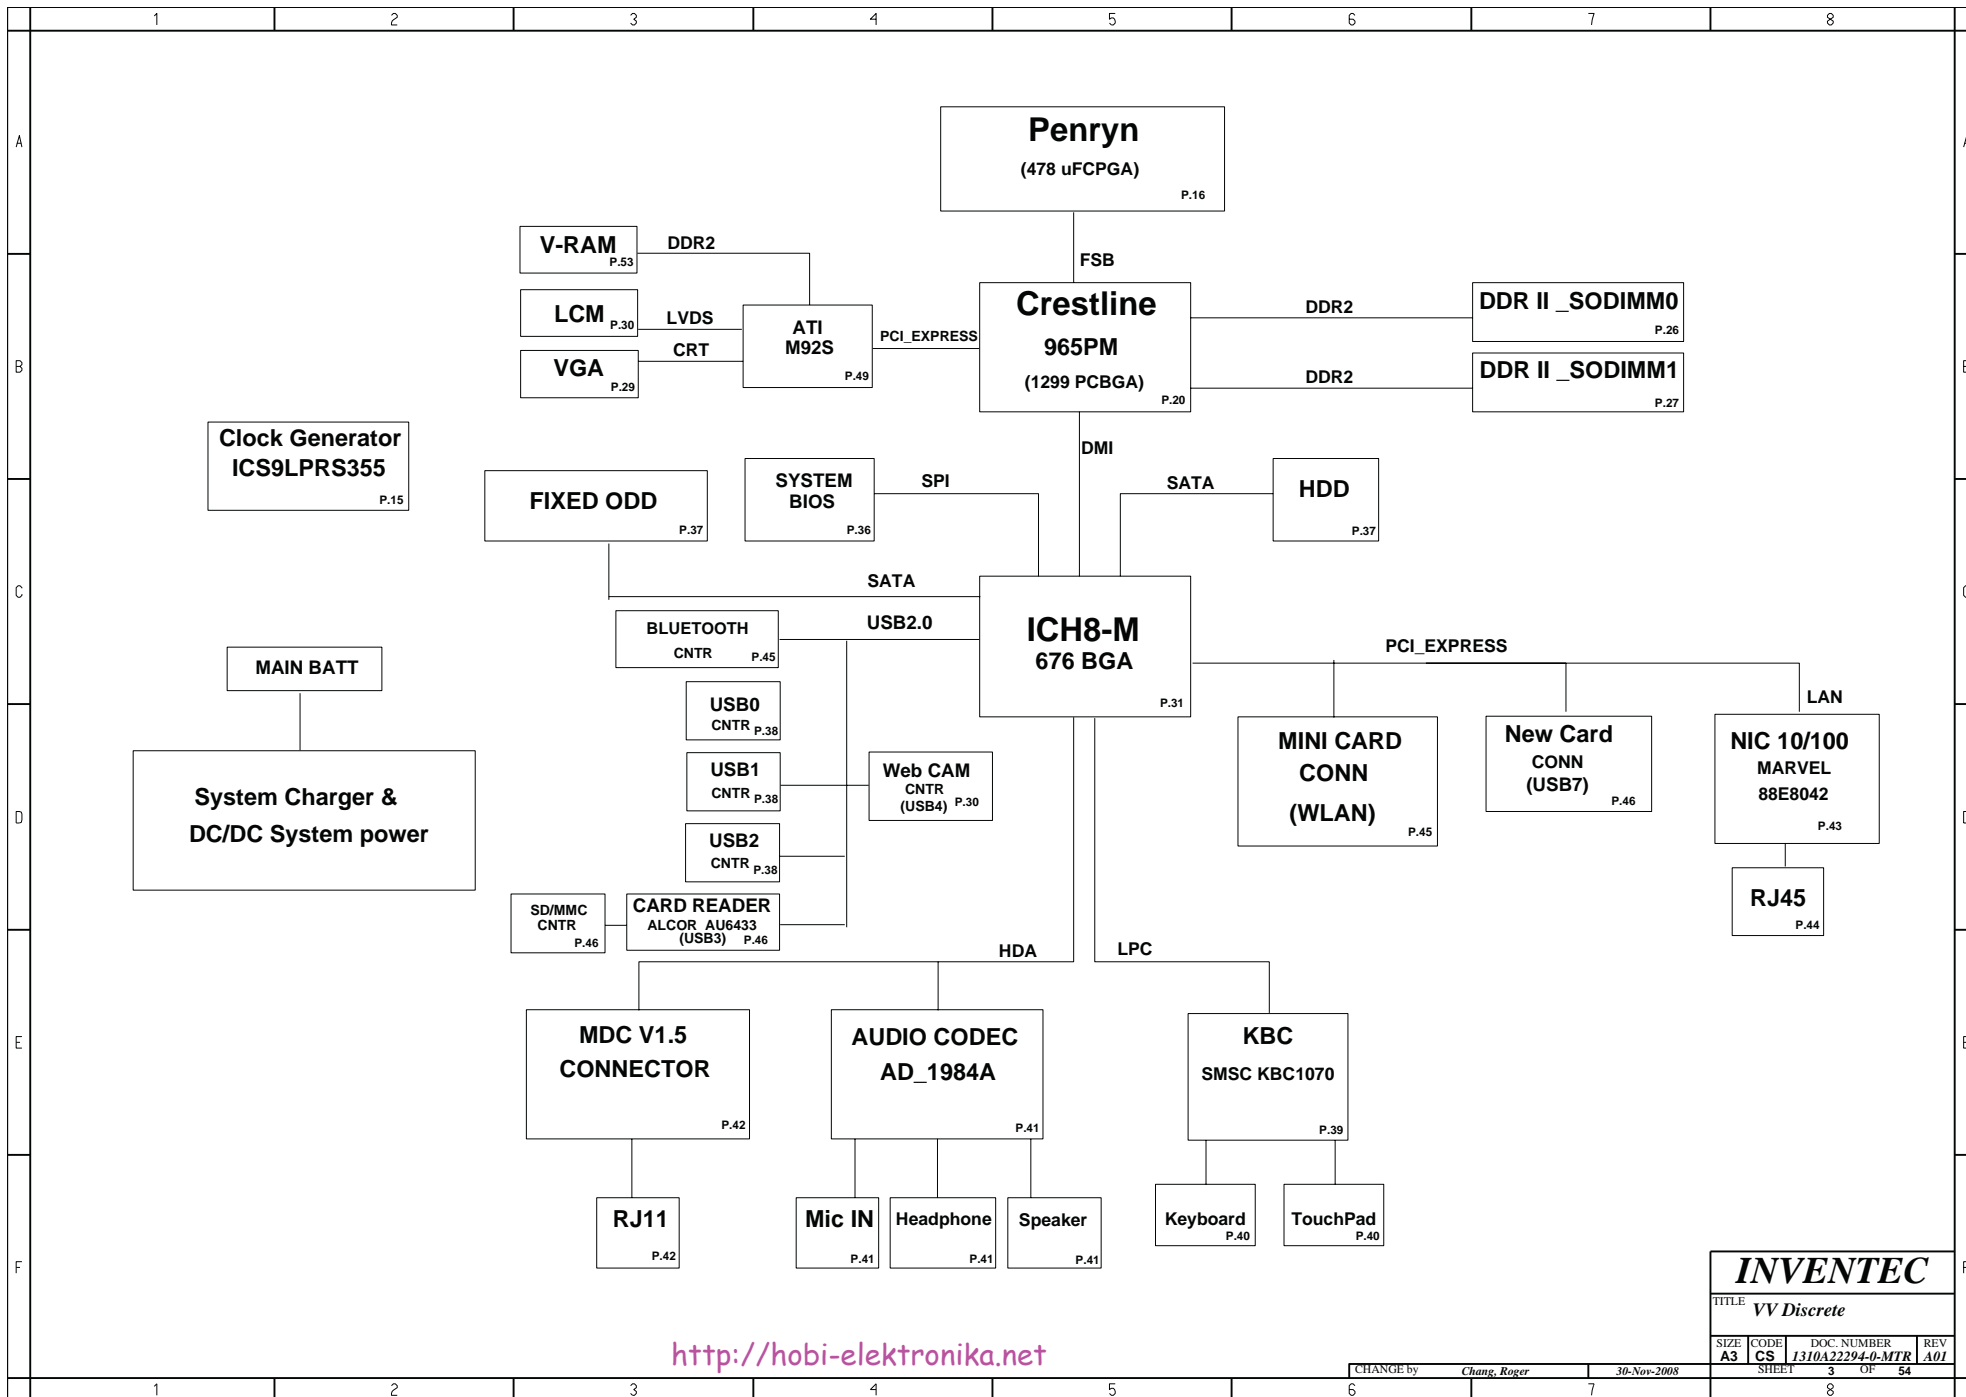 1 2 3 4 5 6 7 8
A
Penryn
(478 uFCPGA)
P.16
A
V-RAM
P.53
DDR2
FSB
LCM
P.30
LVDS
VGA
P.29
CRT
ATI
M92S
P.49
PCI_EXPRESS
Crestline
965PM
(1299 PCBGA)
P.20
DDR2
DDR II _SODIMM0
P.26
DDR2
DDR II _SODIMM1
P.27
B
Clock Generator
ICS9LPRS355
P.15
DMI
FIXED ODD
P.37
SYSTEM
BIOS
P.36
SPI
SATA
HDD
P.37
C
SATA
USB2.0
BLUETOOTH
CNTR
P.45
ICH8-M
676 BGA
P.31
PCI_EXPRESS
LAN
MAIN BATT
System Charger &
DC/DC System power
D
USB0
CNTR
P.38
USB1
CNTR
P.38
USB2
CNTR
P.38
Web CAM
CNTR
(USB4)
P.30
MINI CARD
CONN
(WLAN)
P.45
New Card
CONN
(USB7)
P.46
NIC 10/100
MARVEL
88E8042
P.43
RJ45
P.44
SD/MMC
CNTR
P.46
CARD READER
ALCOR AU6433
(USB3)
P.46
HDA
LPC
E
MDC V1.5
CONNECTOR
P.42
AUDIO CODEC
AD_1984A
P.41
KBC
SMSC KBC1070
P.39
F
RJ11
P.42
Mic IN
P.41
Headphone
P.41
Speaker
P.41
Keyboard
P.40
TouchPad
P.40
INVENTEC
TITLE VV Discrete
SIZE CODE DOC. NUMBER REV
A3 CS 1310A22294-0-MTR A01
CHANGE by Chang, Roger 30-Nov-2008 SHEET 3 OF 54
http://hobi-elektronika.net
1 2 3 4 5 6 7 8